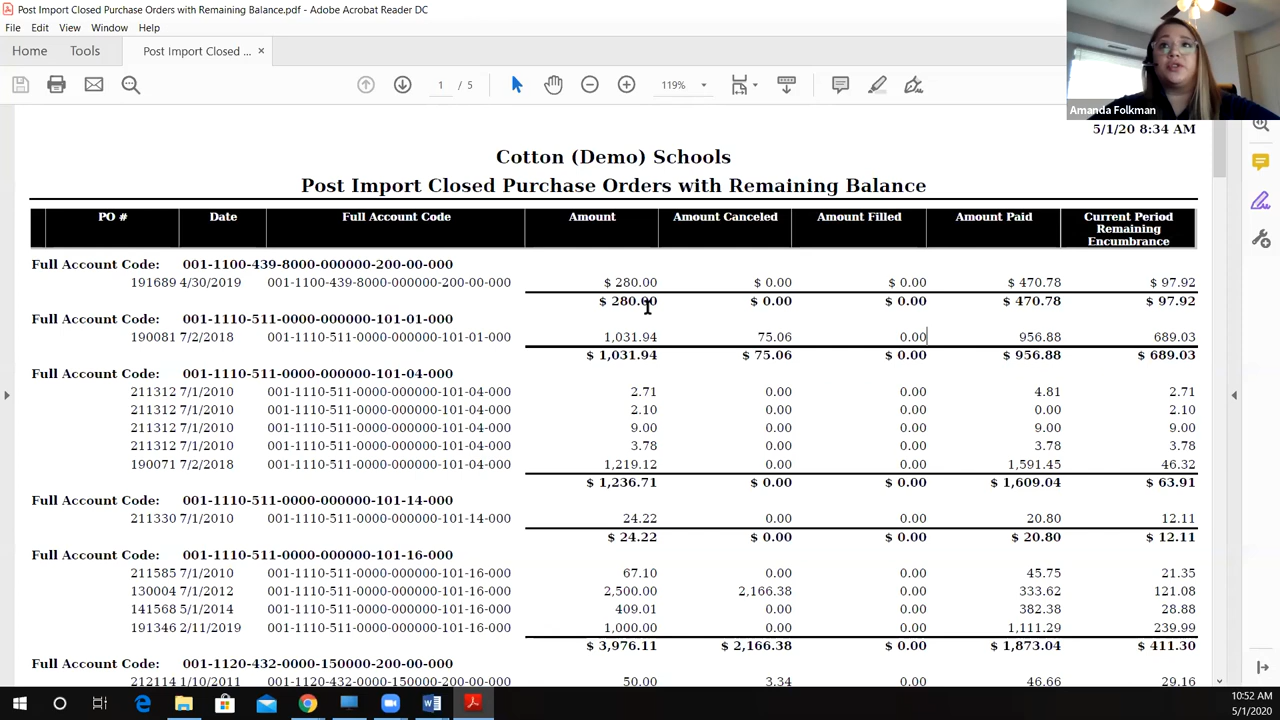 Post Import Closed Purchase Orders with Remaining Balance.pdf - Adobe Acrobat Reader DC
File Edit View Window Help
Home Tools Post Import Closed ... ×
1 / 5 119%
Amanda Folkman
5/1/20 8:34 AM
Cotton (Demo) Schools
Post Import Closed Purchase Orders with Remaining Balance
PO # Date Full Account Code Amount Amount Canceled Amount Filled Amount Paid Current Period Remaining Encumbrance
Full Account Code: 001-1100-439-8000-000000-200-00-000
191689 4/30/2019 001-1100-439-8000-000000-200-00-000 $ 280.00 $ 0.00 $ 0.00 $ 470.78 $ 97.92
$ 280.00 $ 0.00 $ 0.00 $ 470.78 $ 97.92
Full Account Code: 001-1110-511-0000-000000-101-01-000
190081 7/2/2018 001-1110-511-0000-000000-101-01-000 1,031.94 75.06 0.00 956.88 689.03
$ 1,031.94 $ 75.06 $ 0.00 $ 956.88 $ 689.03
Full Account Code: 001-1110-511-0000-000000-101-04-000
211312 7/1/2010 001-1110-511-0000-000000-101-04-000 2.71 0.00 0.00 4.81 2.71
211312 7/1/2010 001-1110-511-0000-000000-101-04-000 2.10 0.00 0.00 0.00 2.10
211312 7/1/2010 001-1110-511-0000-000000-101-04-000 9.00 0.00 0.00 9.00 9.00
211312 7/1/2010 001-1110-511-0000-000000-101-04-000 3.78 0.00 0.00 3.78 3.78
190071 7/2/2018 001-1110-511-0000-000000-101-04-000 1,219.12 0.00 0.00 1,591.45 46.32
$ 1,236.71 $ 0.00 $ 0.00 $ 1,609.04 $ 63.91
Full Account Code: 001-1110-511-0000-000000-101-14-000
211330 7/1/2010 001-1110-511-0000-000000-101-14-000 24.22 0.00 0.00 20.80 12.11
$ 24.22 $ 0.00 $ 0.00 $ 20.80 $ 12.11
Full Account Code: 001-1110-511-0000-000000-101-16-000
211585 7/1/2010 001-1110-511-0000-000000-101-16-000 67.10 0.00 0.00 45.75 21.35
130004 7/1/2012 001-1110-511-0000-000000-101-16-000 2,500.00 2,166.38 0.00 333.62 121.08
141568 5/1/2014 001-1110-511-0000-000000-101-16-000 409.01 0.00 0.00 382.38 28.88
191346 2/11/2019 001-1110-511-0000-000000-101-16-000 1,000.00 0.00 0.00 1,111.29 239.99
$ 3,976.11 $ 2,166.38 $ 0.00 $ 1,873.04 $ 411.30
Full Account Code: 001-1120-432-0000-150000-200-00-000
212114 1/10/2011 001-1120-432-0000-150000-200-00-000 50.00 3.34 0.00 46.66 29.16
10:52 AM
5/1/2020